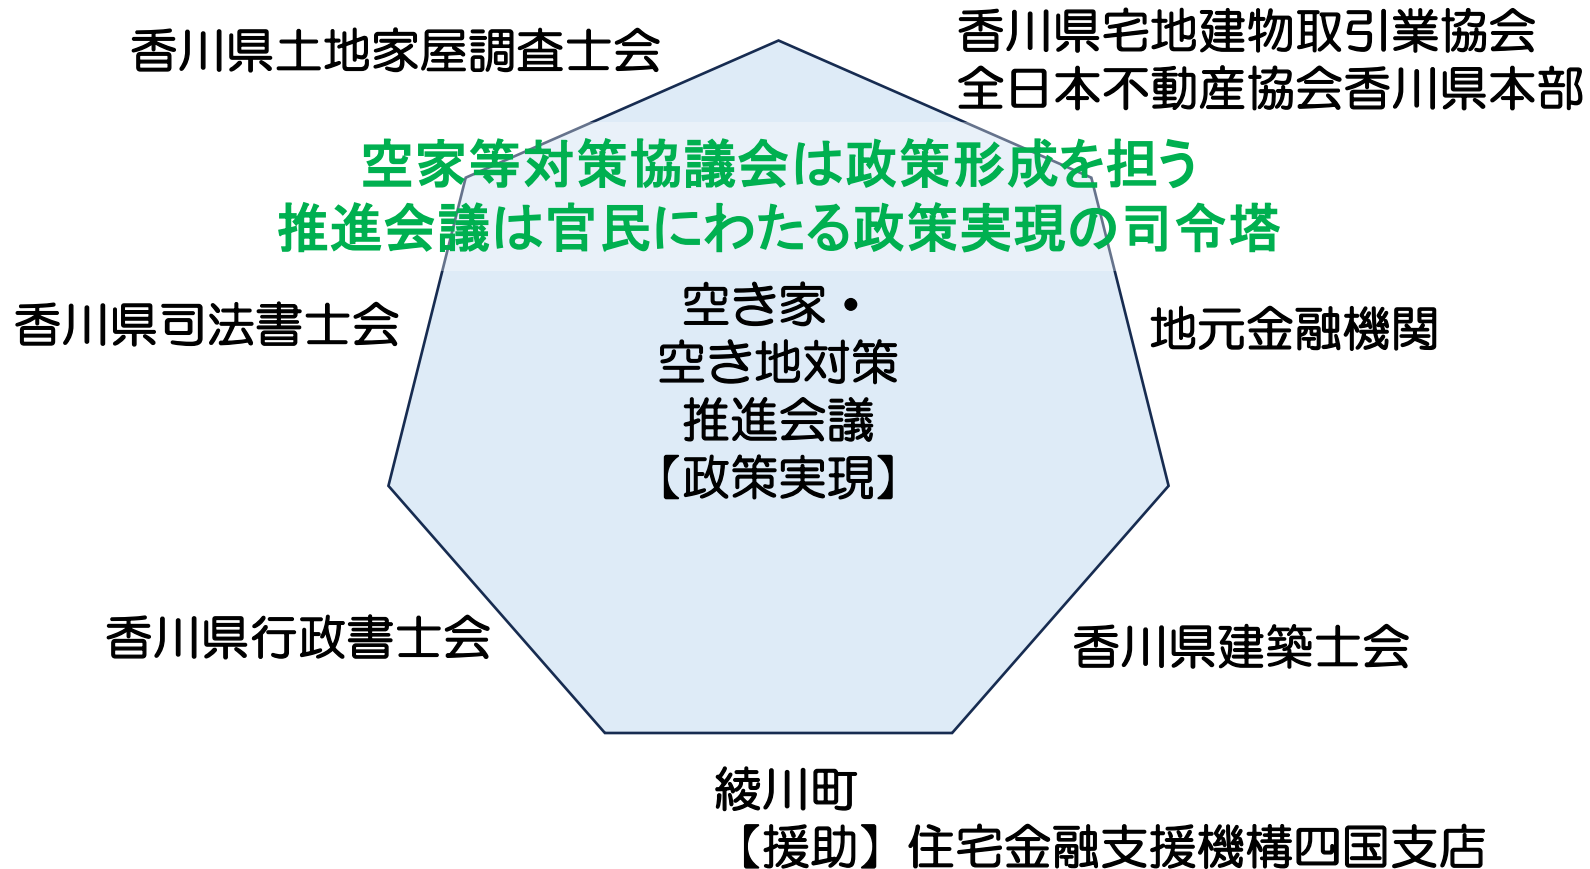 香川県土地家屋調査士会
香川県宅地建物取引業協会
全日本不動産協会香川県本部
空家等対策協議会は政策形成を担う
推進会議は官民にわたる政策実現の司令塔
香川県司法書士会
空き家・
空き地対策
推進会議
【政策実現】
地元金融機関
香川県行政書士会
香川県建築士会
綾川町
【援助】住宅金融支援機構四国支店